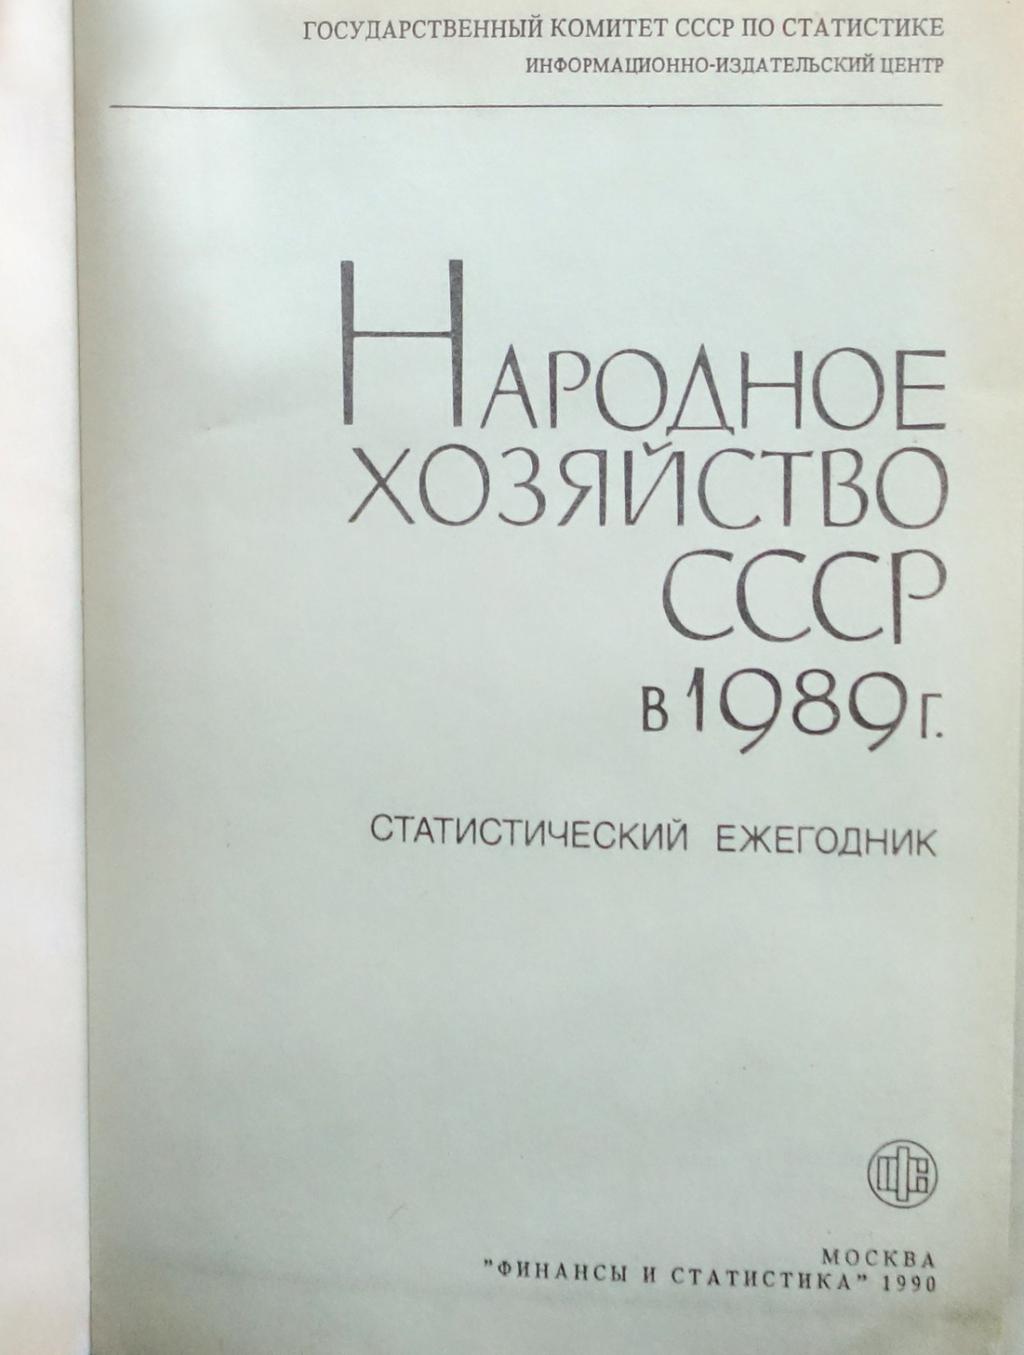 ГОСУДАРСТВЕННЫЙ КОМИТЕТ СССР ПО СТАТИСТИКЕ
ИНФОРМАЦИОННО-ИЗДАТЕЛЬСКИЙ ЦЕНТР
НАРОДНОЕ
ХОЗЯЙСТВО
СССР
В 1989 Г.
СТАТИСТИЧЕСКИЙ ЕЖЕГОДНИК
МОСКВА
"ФИНАНСЫ И СТАТИСТИКА" 1990